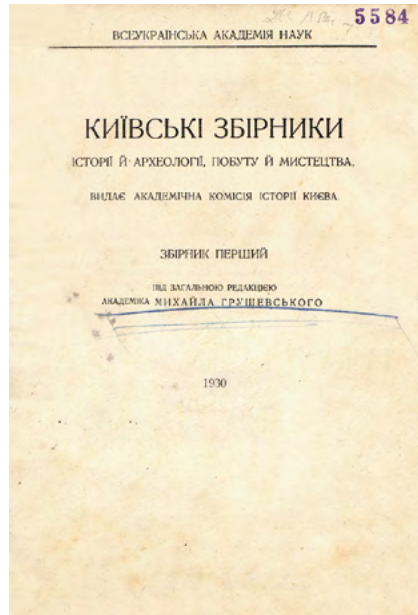 5584
ВСЕУКРАЇНСЬКА АКАДЕМІЯ НАУК
КИЇВСЬКІ ЗБІРНИКИ
ІСТОРІЇ Й АРХЕОЛОГІЇ, ПОБУТУ Й МИСТЕЦТВА,
ВИДАЄ АКАДЕМІЧНА КОМІСІЯ ІСТОРІЇ КИЄВА
ЗБІРНИК ПЕРШИЙ
ПІД ЗАГАЛЬНОЮ РЕДАКЦІЄЮ
АКАДЕМІКА МИХАЙЛА ГРУШЕВСЬКОГО
1930